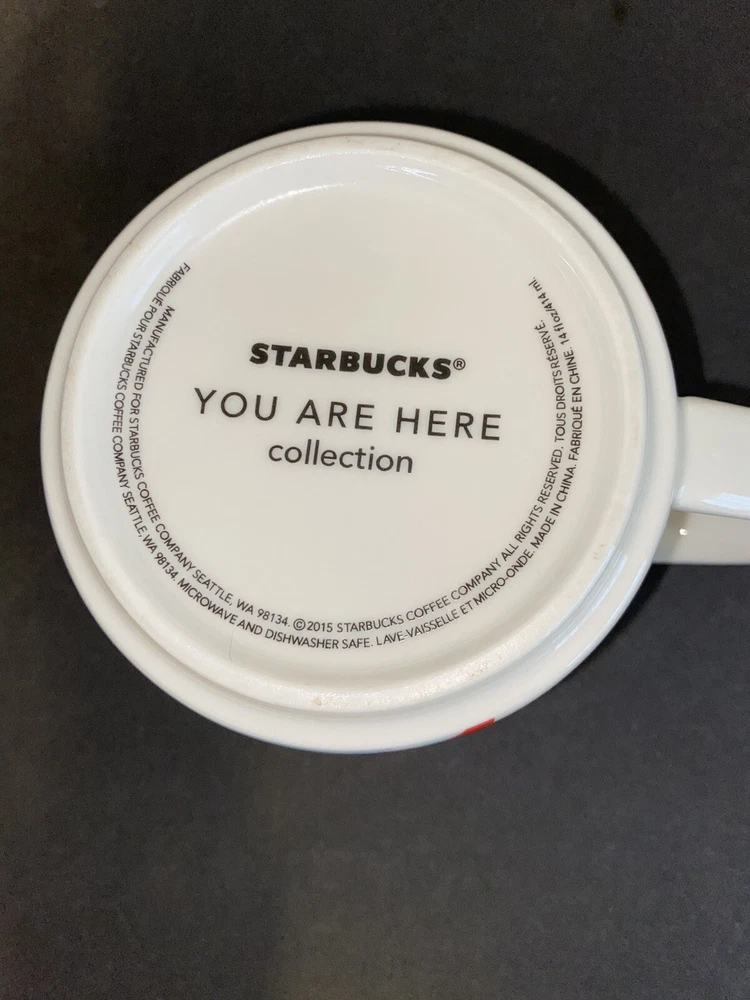 STARBUCKS®
YOU ARE HERE
collection
MANUFACTURED FOR STARBUCKS COFFEE COMPANY SEATTLE, WA 98134. ©2015 STARBUCKS COFFEE COMPANY ALL RIGHTS RESERVED. TOUS DROITS RÉSERVÉ.
FABRIQUÉ POUR STARBUCKS COFFEE COMPANY SEATTLE, WA 98134. MICROWAVE AND DISHWASHER SAFE. LAVE-VAISSELLE ET MICRO-ONDE. MADE IN CHINA. FABRIQUÉ EN CHINE. 14 fl oz/414 ml.